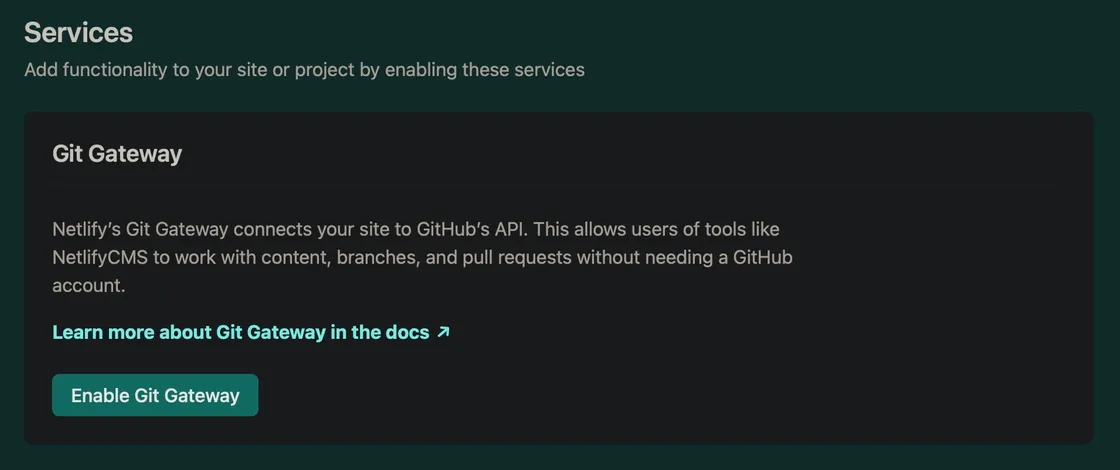 Services
Add functionality to your site or project by enabling these services
Git Gateway
Netlify’s Git Gateway connects your site to GitHub’s API. This allows users of tools like
NetlifyCMS to work with content, branches, and pull requests without needing a GitHub
account.
Learn more about Git Gateway in the docs ↗
Enable Git Gateway